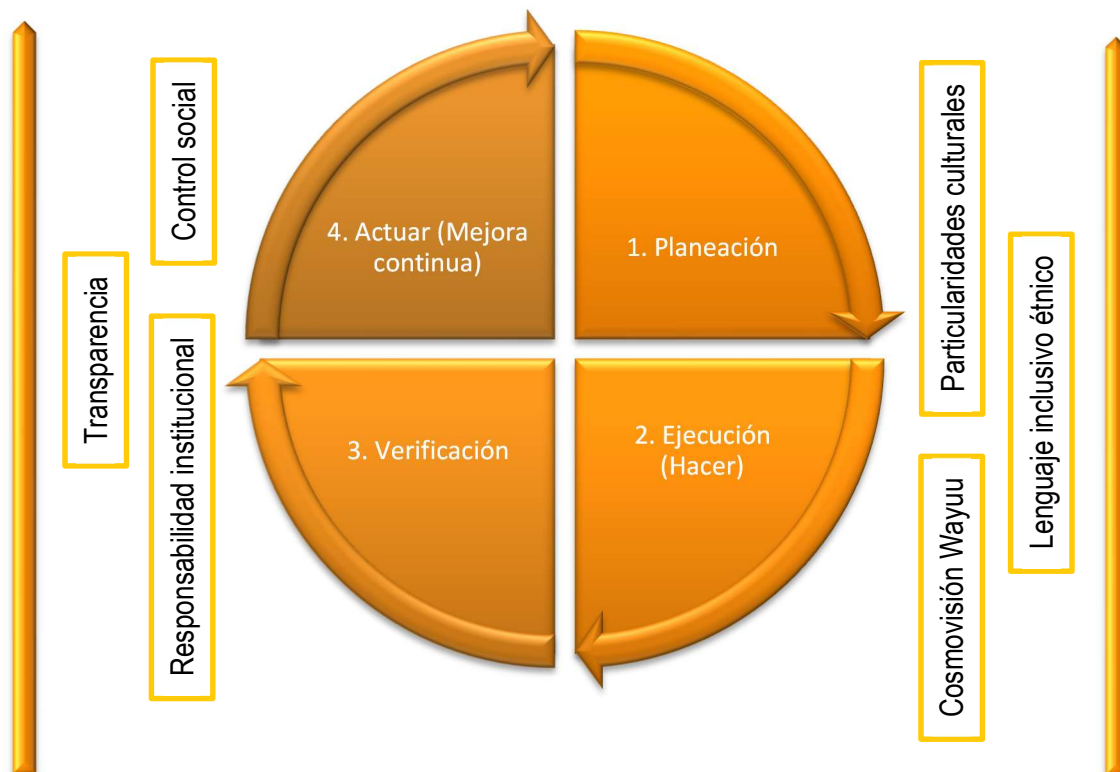 Transparencia
Control social
Responsabilidad institucional
4. Actuar (Mejora
continua)
1. Planeación
3. Verificación
2. Ejecución
(Hacer)
Particularidades culturales
Cosmovisión Wayuu
Lenguaje inclusivo étnico